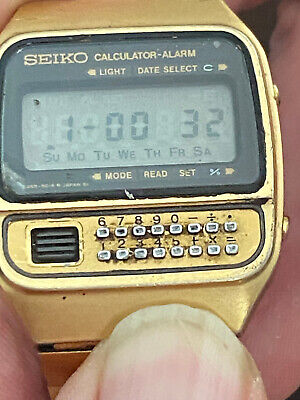 SEIKO CALCULATOR-ALARM
◄ LIGHT DATE SELECT C ►
1-00 32
SU MO TU WE TH FR SA
◄ MODE READ SET ►
JAPAN
6 7 8 9 0 - ÷ •
1 2 3 4 5 + × =